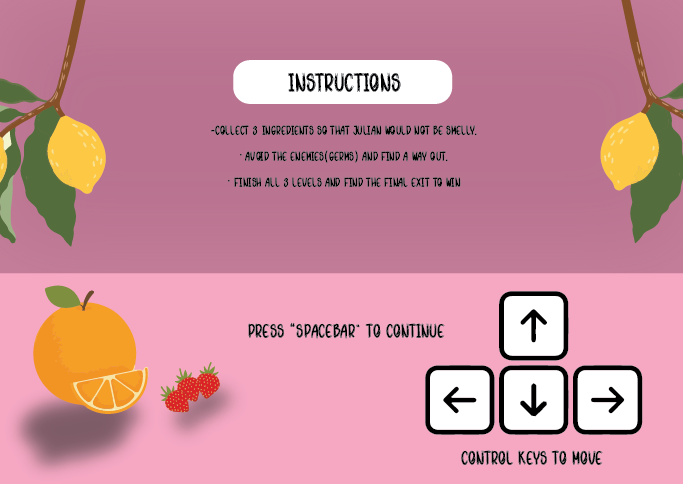 INSTRUCTIONS
-COLLECT 3 INGREDIENTS SO THAT JULIAN WOULD NOT BE SMELLY.
- AVOID THE ENEMIES(GERMS) AND FIND A WAY OUT.
- FINISH ALL 3 LEVELS AND FIND THE FINAL EXIT TO WIN
PRESS "SPACEBAR" TO CONTINUE
CONTROL KEYS TO MOVE